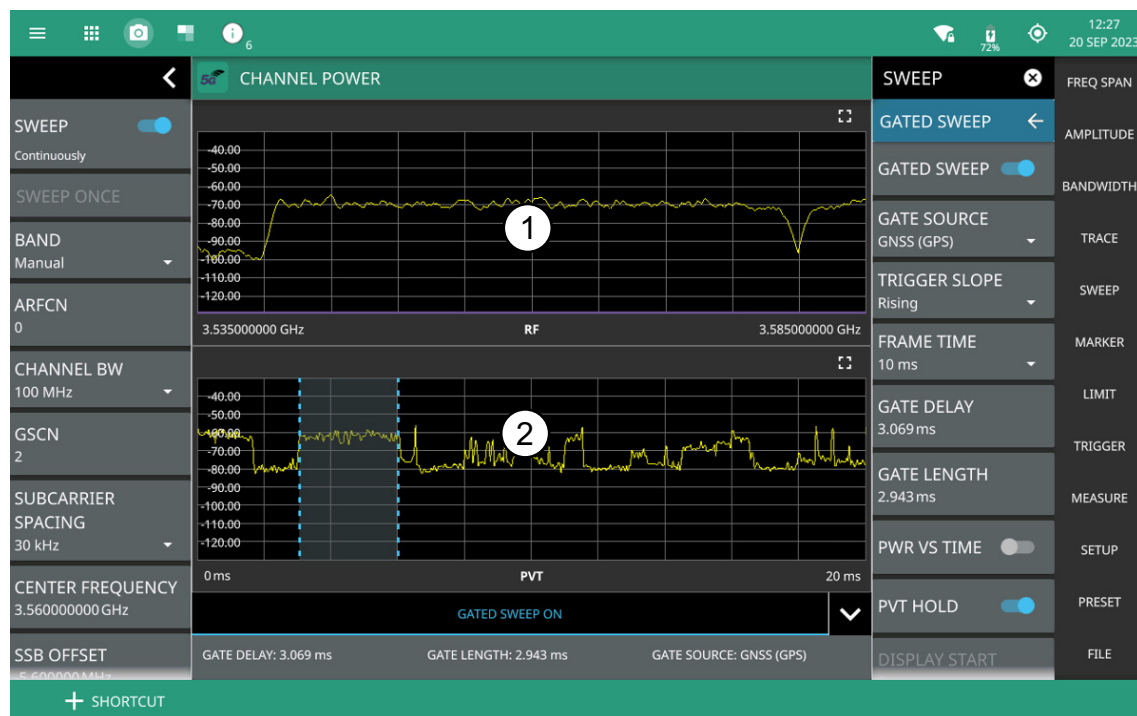 6
72%
12:27
20 SEP 2023
5G CHANNEL POWER
SWEEP
Continuously
SWEEP ONCE
BAND
Manual
ARFCN
0
CHANNEL BW
100 MHz
GSCN
2
SUBCARRIER
SPACING
30 kHz
CENTER FREQUENCY
3.560000000 GHz
SSB OFFSET
-5.600000 MHz
-40.00
-50.00
-60.00
-70.00
-80.00
-90.00
-100.00
-110.00
-120.00
1
3.535000000 GHz RF 3.585000000 GHz
-40.00
-50.00
-60.00
-70.00
-80.00
-90.00
-100.00
-110.00
-120.00
2
0 ms PVT 20 ms
GATED SWEEP ON
GATE DELAY: 3.069 ms GATE LENGTH: 2.943 ms GATE SOURCE: GNSS (GPS)
SWEEP
GATED SWEEP
GATED SWEEP
GATE SOURCE
GNSS (GPS)
TRIGGER SLOPE
Rising
FRAME TIME
10 ms
GATE DELAY
3.069 ms
GATE LENGTH
2.943 ms
PWR VS TIME
PVT HOLD
DISPLAY START
FREQ SPAN
AMPLITUDE
BANDWIDTH
TRACE
SWEEP
MARKER
LIMIT
TRIGGER
MEASURE
SETUP
PRESET
FILE
SHORTCUT